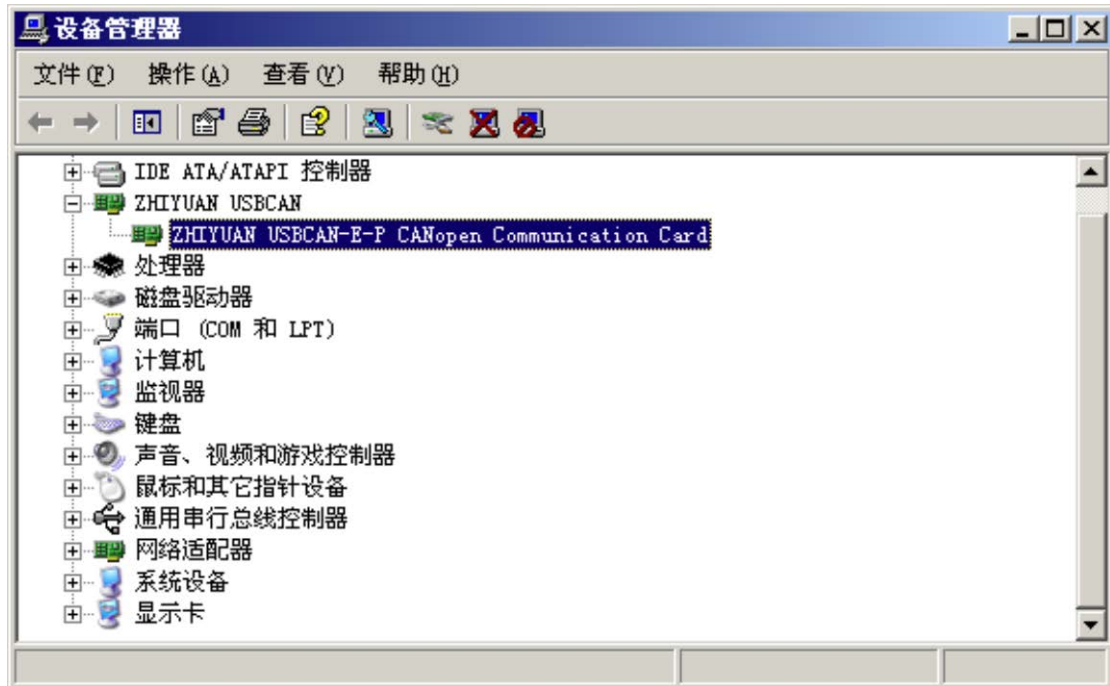 设备管理器
文件(F) 操作(A) 查看(V) 帮助(H)
IDE ATA/ATAPI 控制器
ZHIYUAN USBCAN
ZHIYUAN USBCAN-E-P CANopen Communication Card
处理器
磁盘驱动器
端口 (COM 和 LPT)
计算机
监视器
键盘
声音、视频和游戏控制器
鼠标和其它指针设备
通用串行总线控制器
网络适配器
系统设备
显示卡